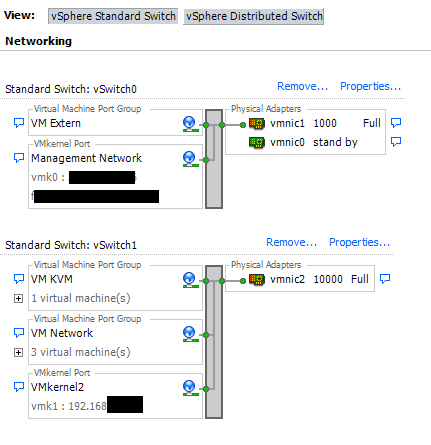 View: vSphere Standard Switch vSphere Distributed Switch
Networking
Standard Switch: vSwitch0 Remove... Properties...
Virtual Machine Port Group Physical Adapters
VM Extern vmnic1 1000 Full
vmnic0 stand by
VMkernel Port
Management Network
vmk0 :
Standard Switch: vSwitch1 Remove... Properties...
Virtual Machine Port Group Physical Adapters
VM KVM vmnic2 10000 Full
1 virtual machine(s)
Virtual Machine Port Group
VM Network
3 virtual machine(s)
VMkernel Port
VMkernel2
vmk1 : 192.168